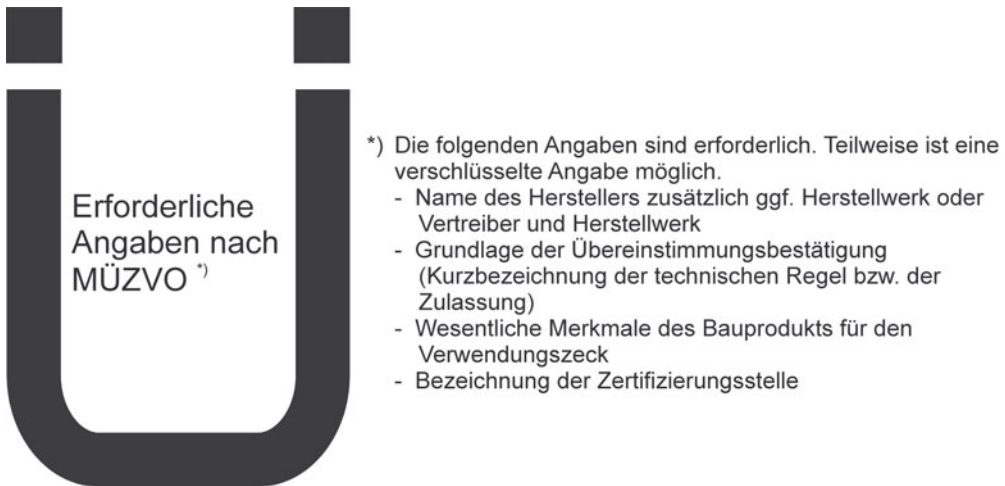 Ü
Erforderliche
Angaben nach
MÜZVO *)
*) Die folgenden Angaben sind erforderlich. Teilweise ist eine
verschlüsselte Angabe möglich.
- Name des Herstellers zusätzlich ggf. Herstellwerk oder
Vertreiber und Herstellwerk
- Grundlage der Übereinstimmungsbestätigung
(Kurzbezeichnung der technischen Regel bzw. der
Zulassung)
- Wesentliche Merkmale des Bauprodukts für den
Verwendungszeck
- Bezeichnung der Zertifizierungsstelle